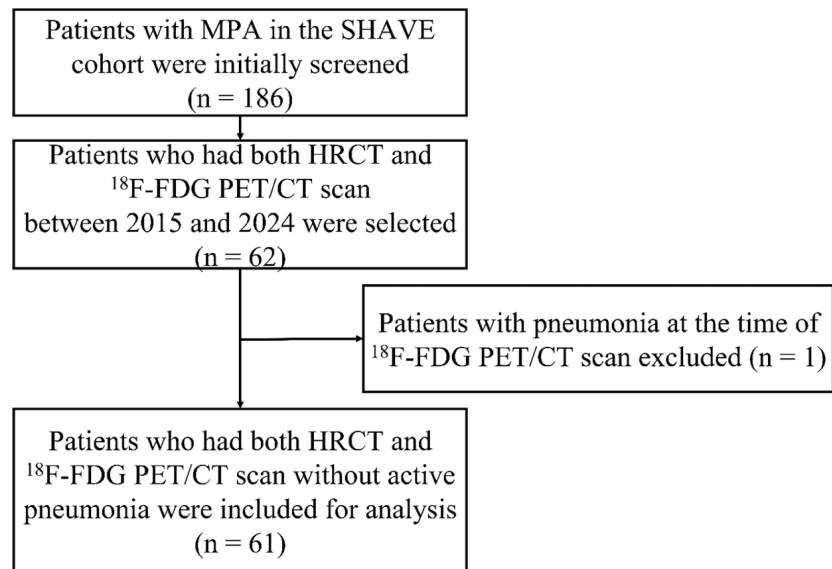 Patients with MPA in the SHAVE
cohort were initially screened
(n = 186)
Patients who had both HRCT and
¹⁸F-FDG PET/CT scan
between 2015 and 2024 were selected
(n = 62)
Patients with pneumonia at the time of
¹⁸F-FDG PET/CT scan excluded (n = 1)
Patients who had both HRCT and
¹⁸F-FDG PET/CT scan without active
pneumonia were included for analysis
(n = 61)